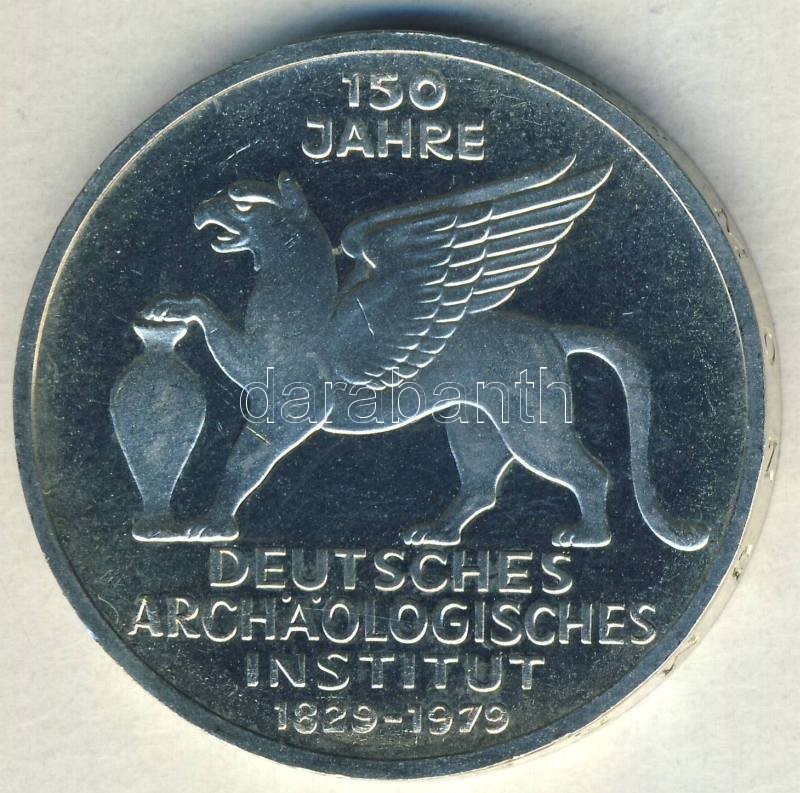 150
JAHRE
darabanth
DEUTSCHES
ARCHÄOLOGISCHES
INSTITUT
1829-1979